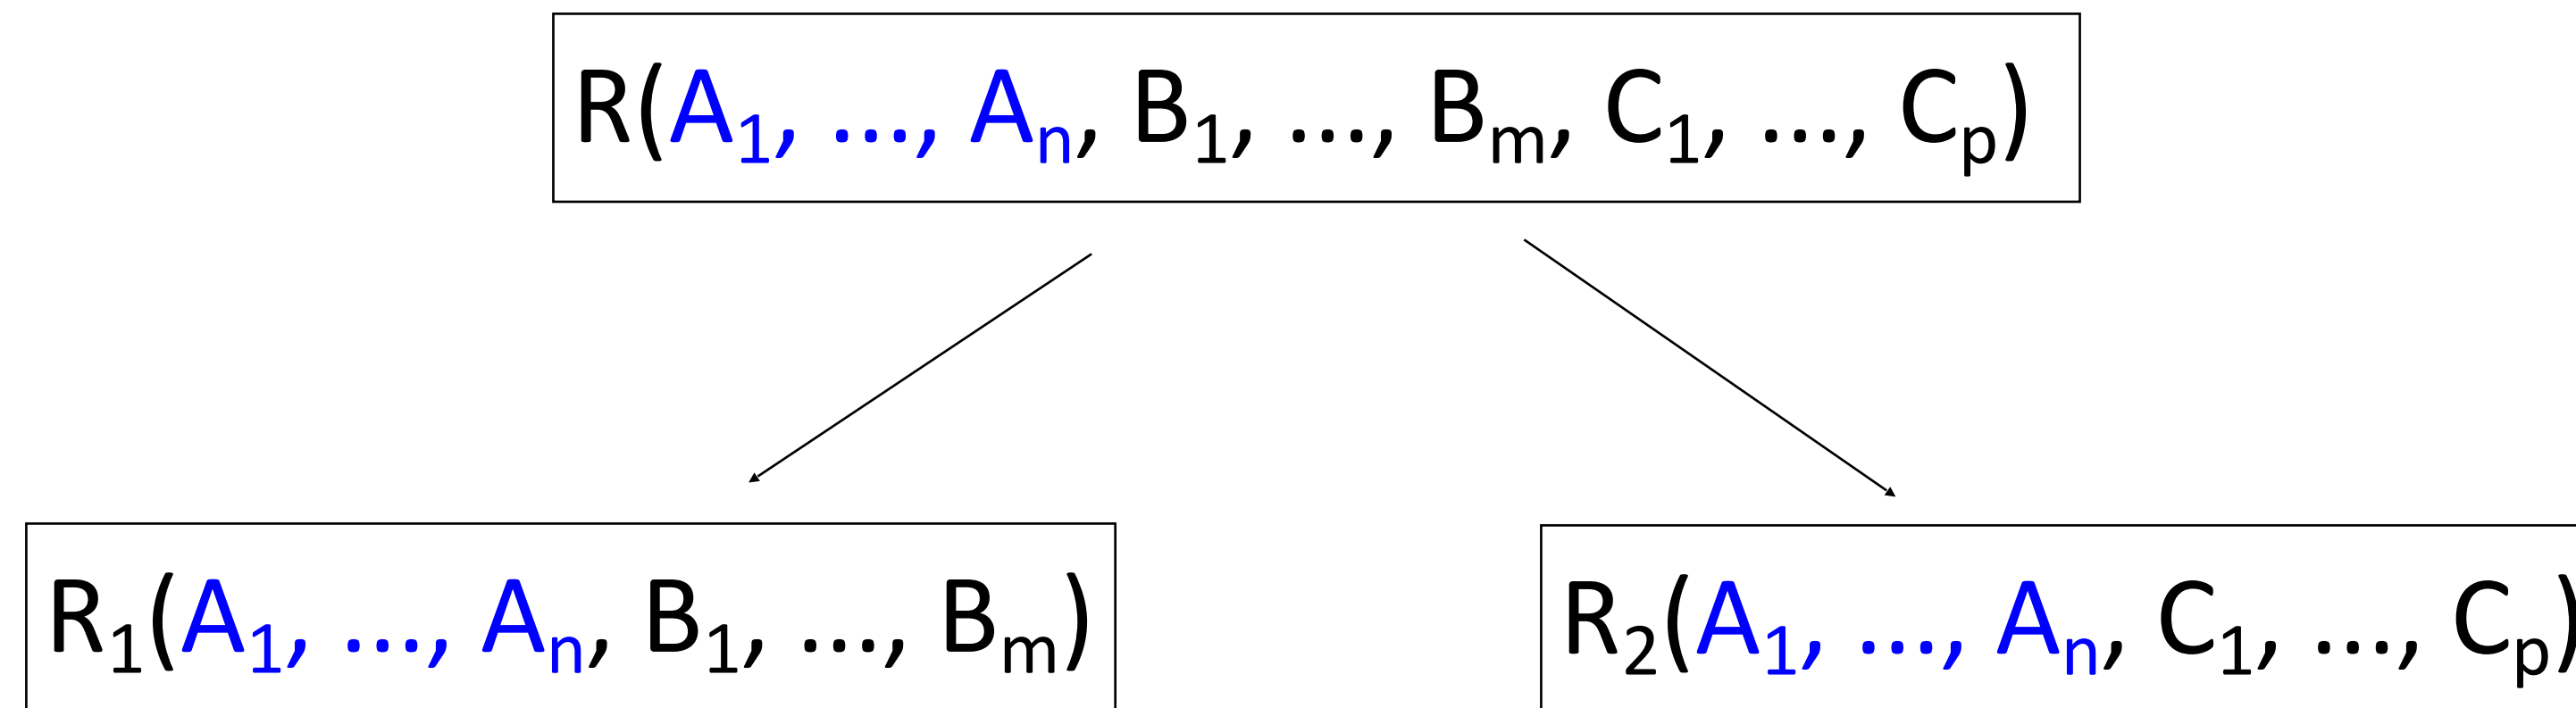 R(A₁, ..., Aₙ, B₁, ..., Bₘ, C₁, ..., Cₚ)
R₁(A₁, ..., Aₙ, B₁, ..., Bₘ)
R₂(A₁, ..., Aₙ, C₁, ..., Cₚ)